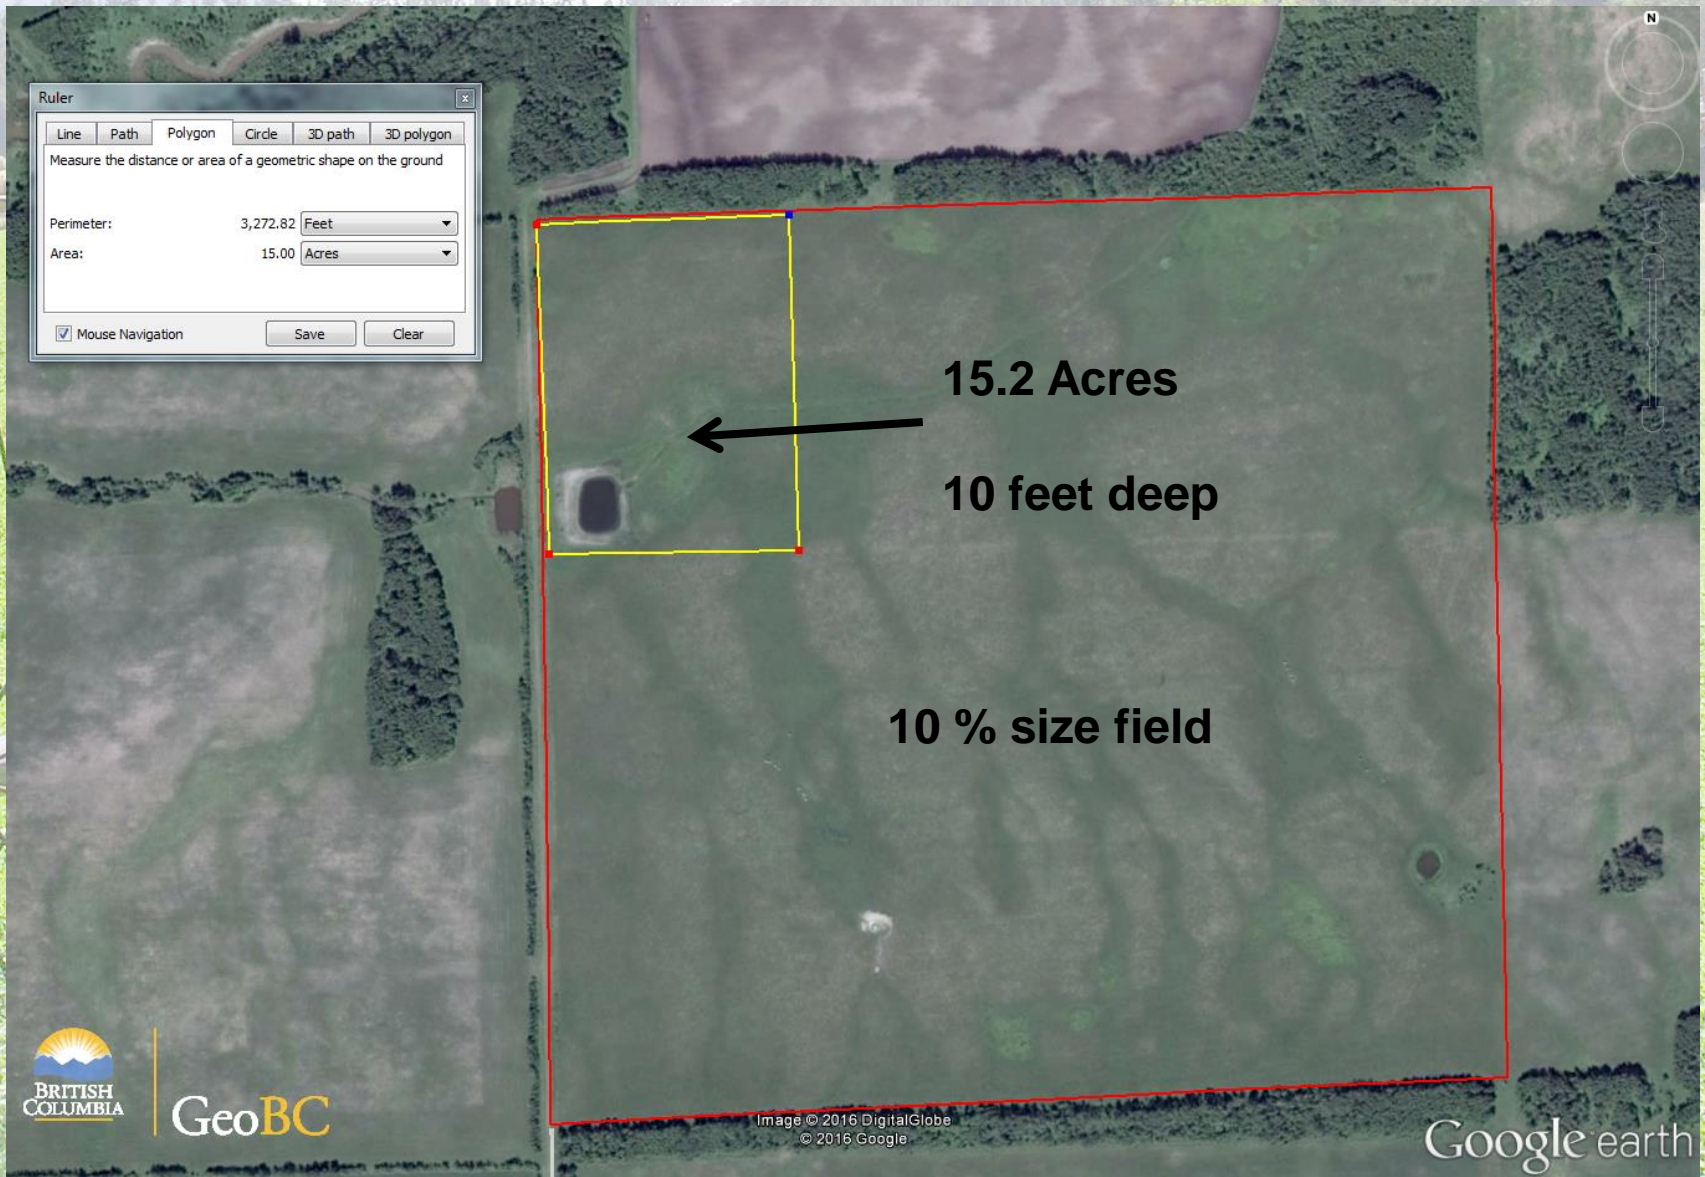 N
Ruler
x
Line Path Polygon Circle 3D path 3D polygon
Measure the distance or area of a geometric shape on the ground
Perimeter: 3,272.82 Feet
Area: 15.00 Acres
Mouse Navigation Save Clear
15.2 Acres
10 feet deep
10 % size field
BRITISH
COLUMBIA
GeoBC
Image © 2016 DigitalGlobe
© 2016 Google
Google earth